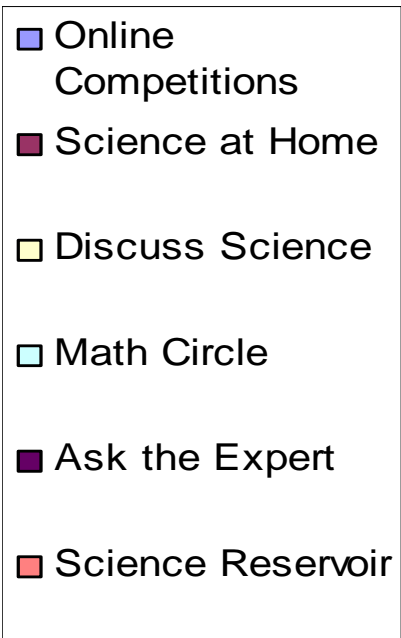 Online
Competitions
Science at Home
Discuss Science
Math Circle
Ask the Expert
Science Reservoir